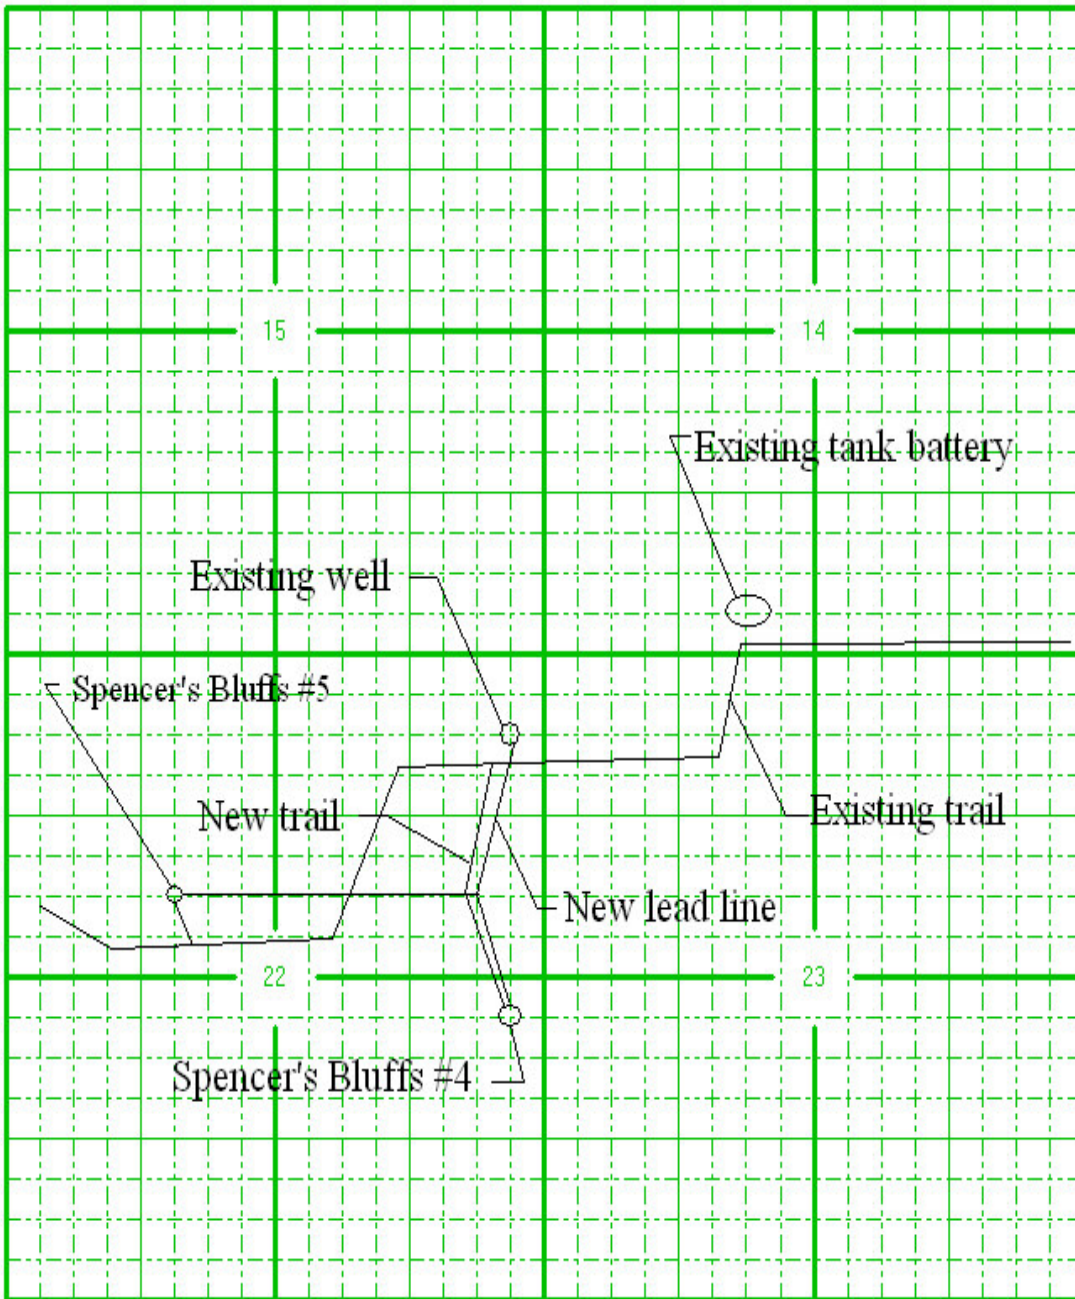 15
14
Existing tank battery
Existing well
Spencer's Bluffs #5
New trail
Existing trail
New lead line
22
23
Spencer's Bluffs #4